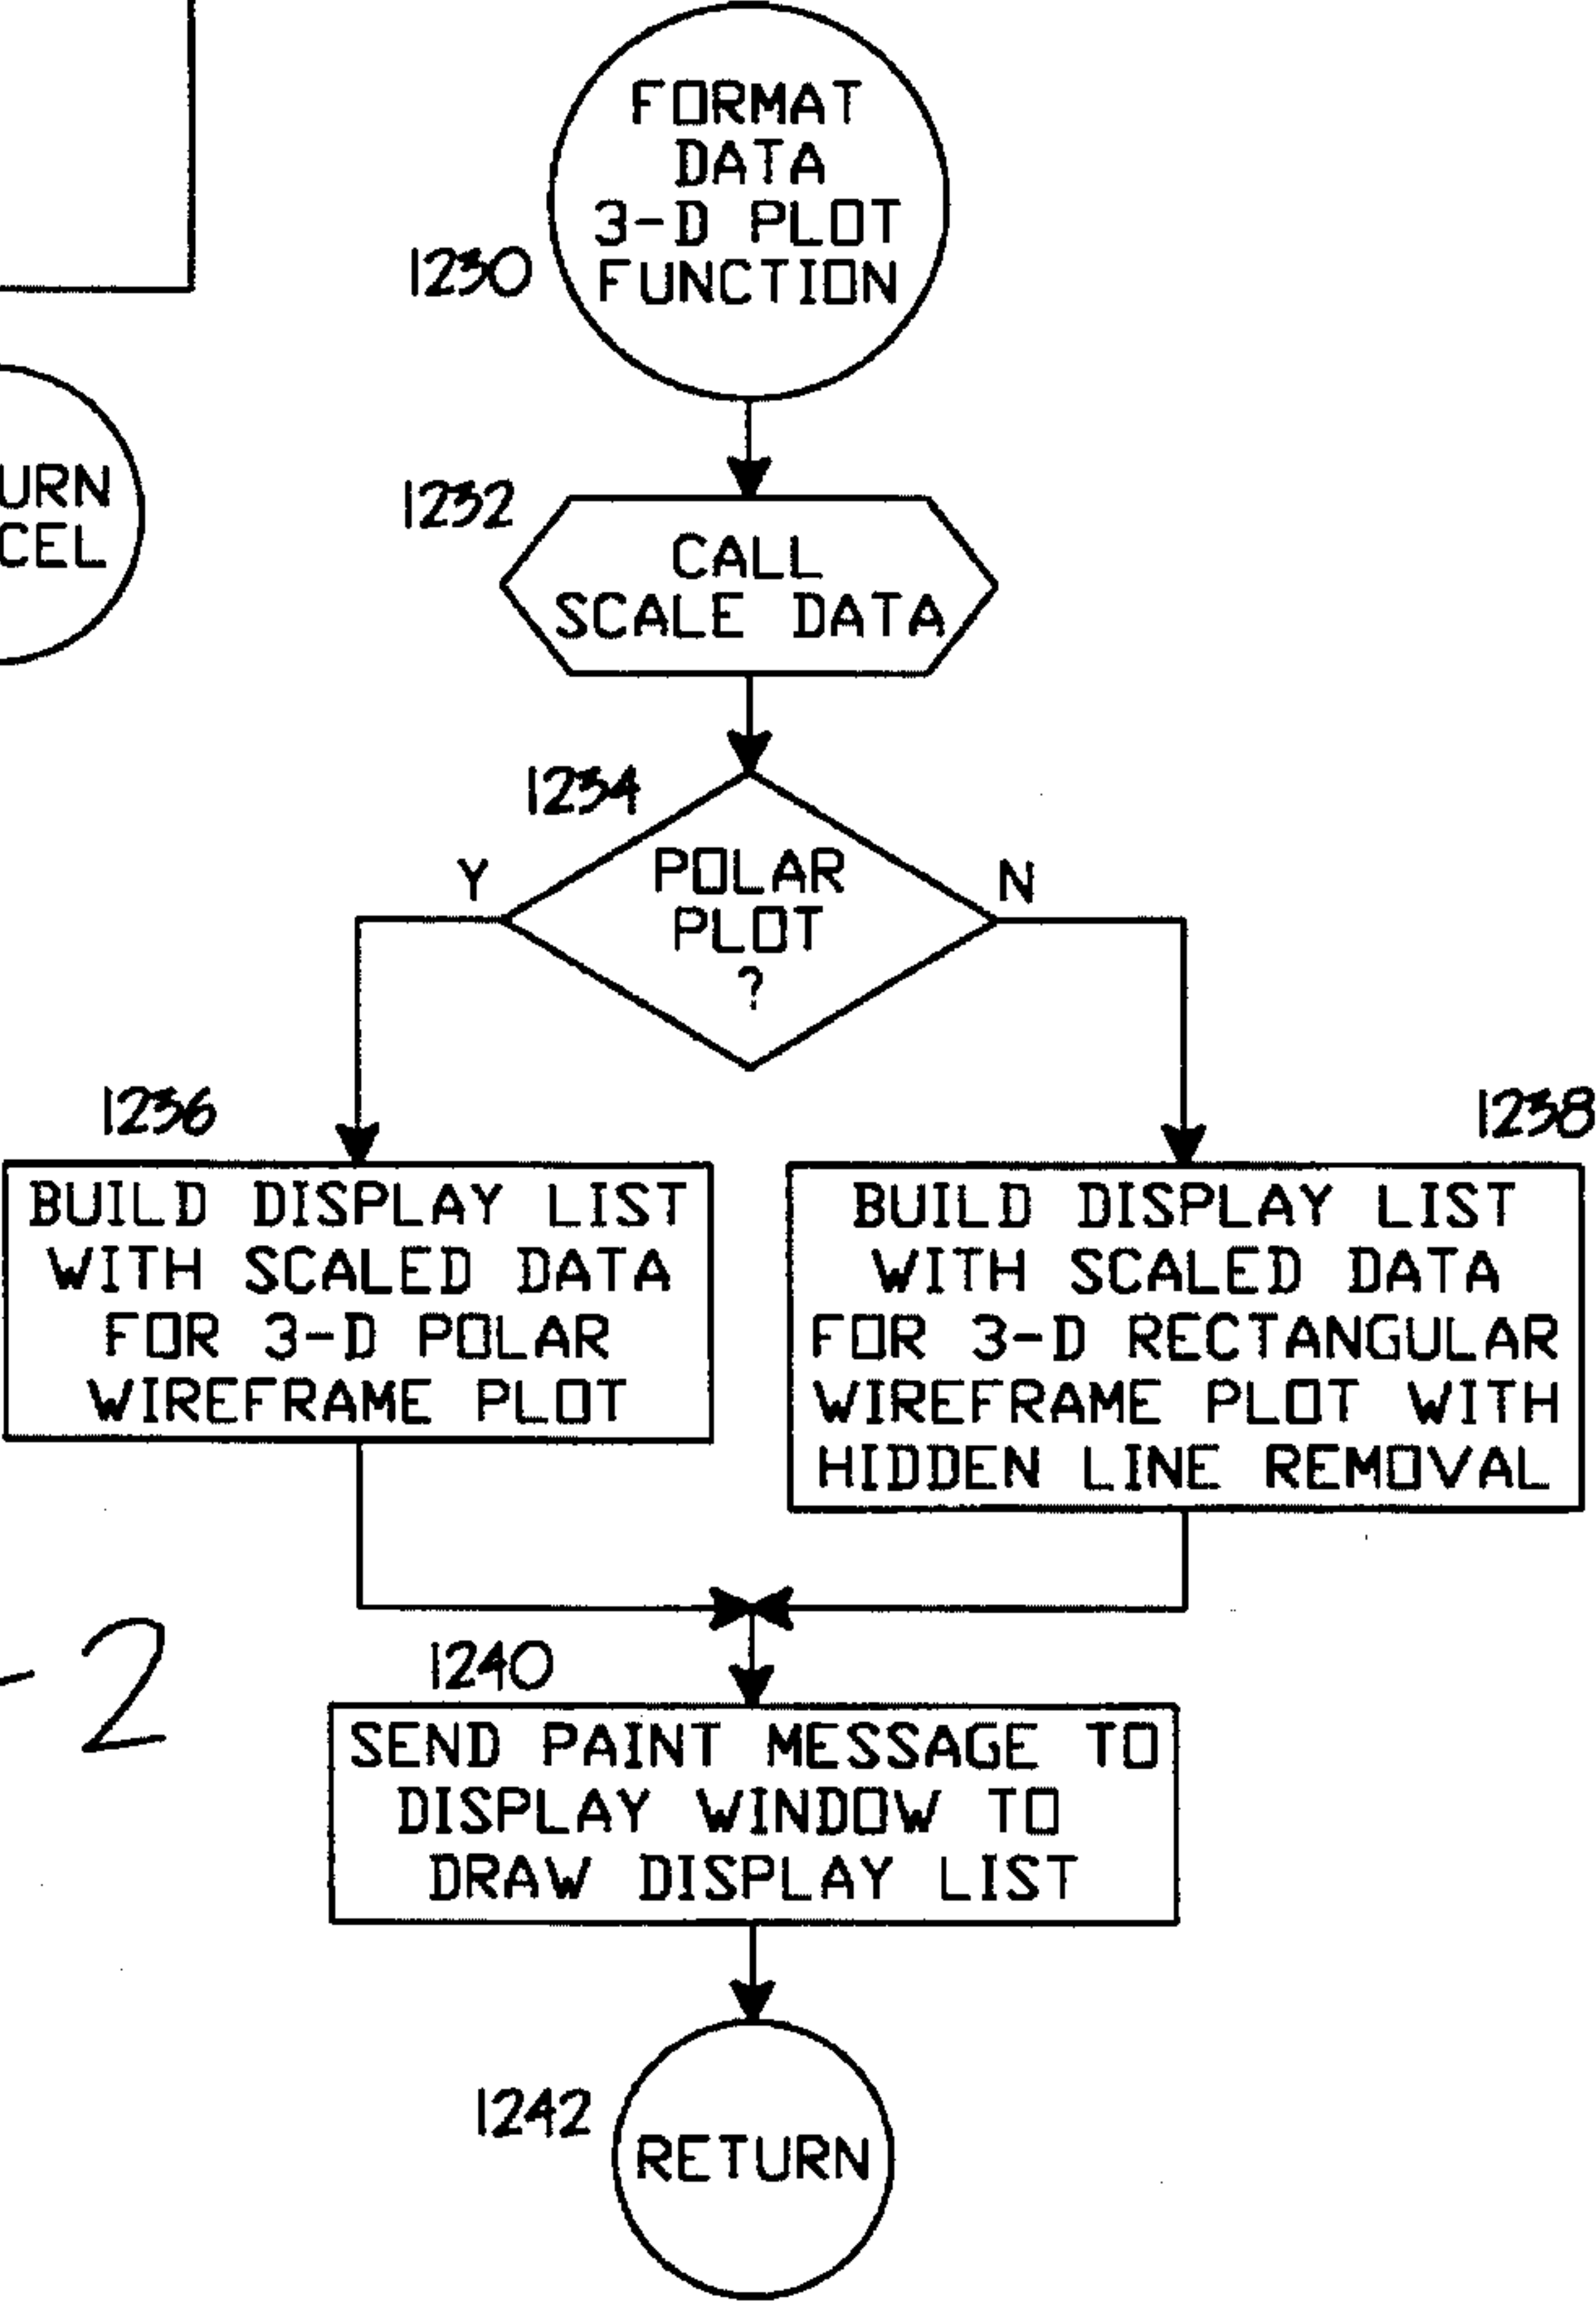 FORMAT
DATA
3-D PLOT
FUNCTION
1230
URN
CEL
1232
CALL
SCALE DATA
1234
Y
N
POLAR
PLOT
?
1236
BUILD DISPLAY LIST
WITH SCALED DATA
FOR 3-D POLAR
WIREFRAME PLOT
1238
BUILD DISPLAY LIST
WITH SCALED DATA
FOR 3-D RECTANGULAR
WIREFRAME PLOT WITH
HIDDEN LINE REMOVAL
-2
1240
SEND PAINT MESSAGE TO
DISPLAY WINDOW TO
DRAW DISPLAY LIST
1242
RETURN